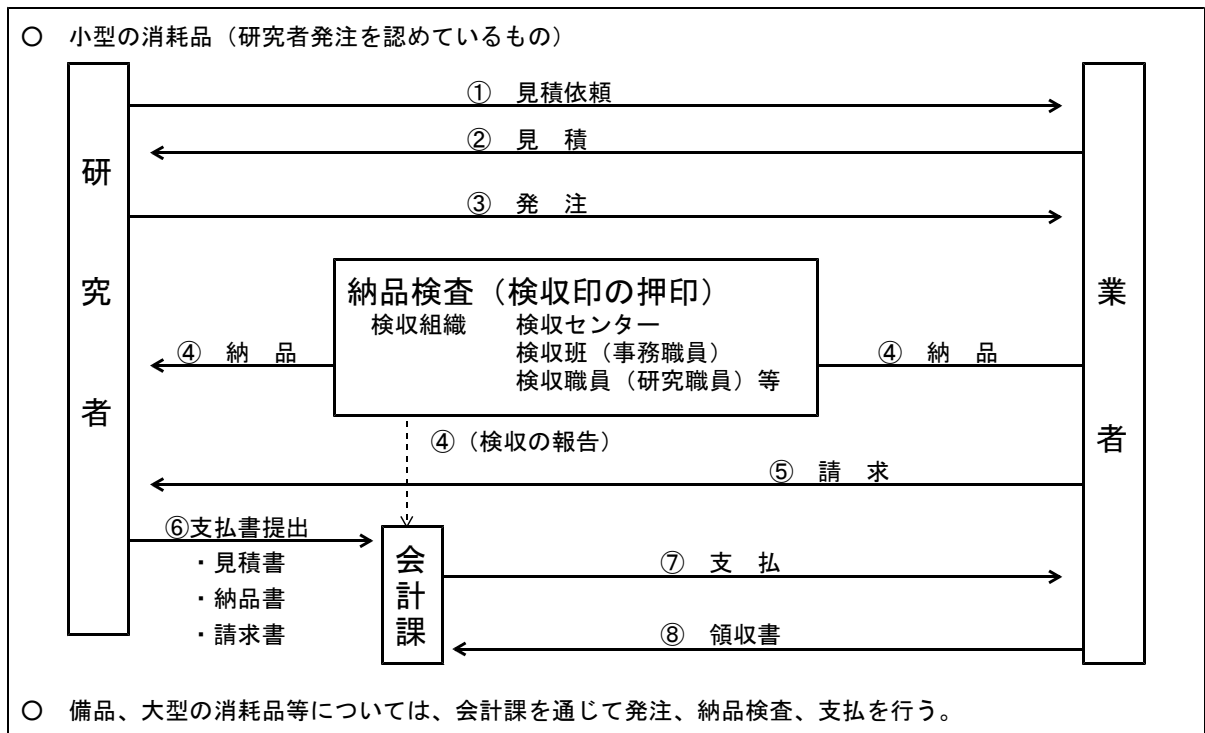 ○ 小型の消耗品（研究者発注を認めているもの）
① 見積依頼
② 見 積
③ 発 注
研究者
業者
納品検査（検収印の押印）
検収組織 検収センター
検収班（事務職員）
検収職員（研究職員）等
④ 納 品
④ 納 品
④（検収の報告）
⑤ 請 求
⑥支払書提出
・見積書
・納品書
・請求書
会計課
⑦ 支 払
⑧ 領収書
○ 備品、大型の消耗品等については、会計課を通じて発注、納品検査、支払を行う。